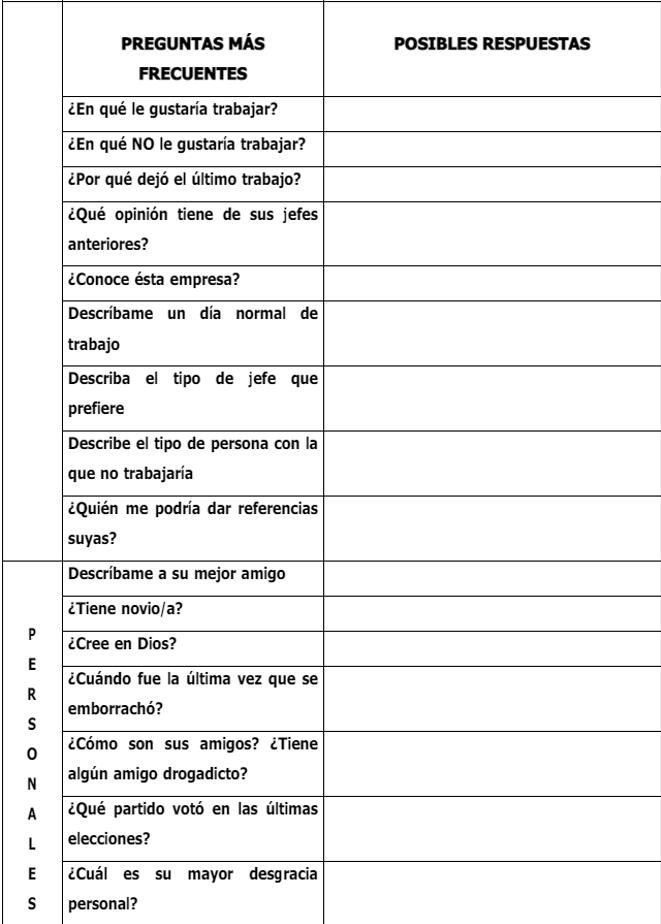 PREGUNTAS MÁS
FRECUENTES
POSIBLES RESPUESTAS
¿En qué le gustaría trabajar?
¿En qué NO le gustaría trabajar?
¿Por qué dejó el último trabajo?
¿Qué opinión tiene de sus jefes
anteriores?
¿Conoce ésta empresa?
Descríbame un día normal de
trabajo
Describa el tipo de jefe que
prefiere
Describe el tipo de persona con la
que no trabajaría
¿Quién me podría dar referencias
suyas?
P
E
R
S
O
N
A
L
E
S
Descríbame a su mejor amigo
¿Tiene novio/a?
¿Cree en Dios?
¿Cuándo fue la última vez que se
emborrachó?
¿Cómo son sus amigos? ¿Tiene
algún amigo drogadicto?
¿Qué partido votó en las últimas
elecciones?
¿Cuál es su mayor desgracia
personal?